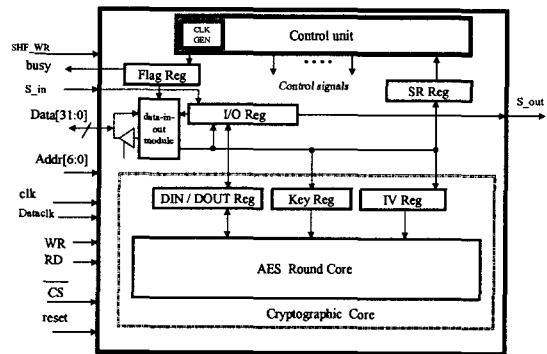 CLK
GEN
Control unit
SHF_WR
busy
Flag Reg
Control signals
SR Reg
S_in
S_out
Data[31:0]
data-in-
out
module
I/O Reg
Addr[6:0]
clk
Dataclk
DIN / DOUT Reg
Key Reg
IV Reg
WR
RD
AES Round Core
CS
reset
Cryptographic Core